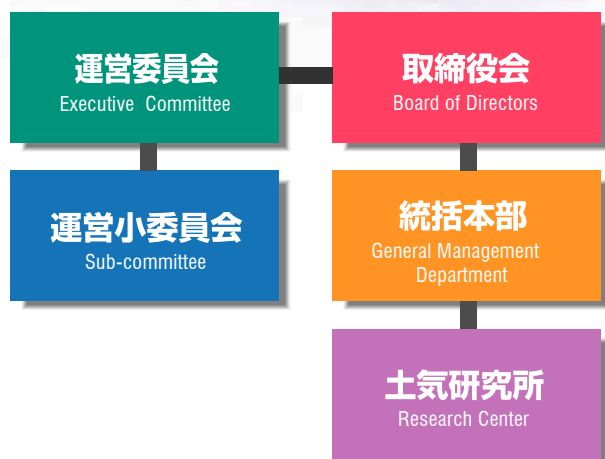 運営委員会
Executive Committee
取締役会
Board of Directors
運営小委員会
Sub-committee
統括本部
General Management
Department
土気研究所
Research Center